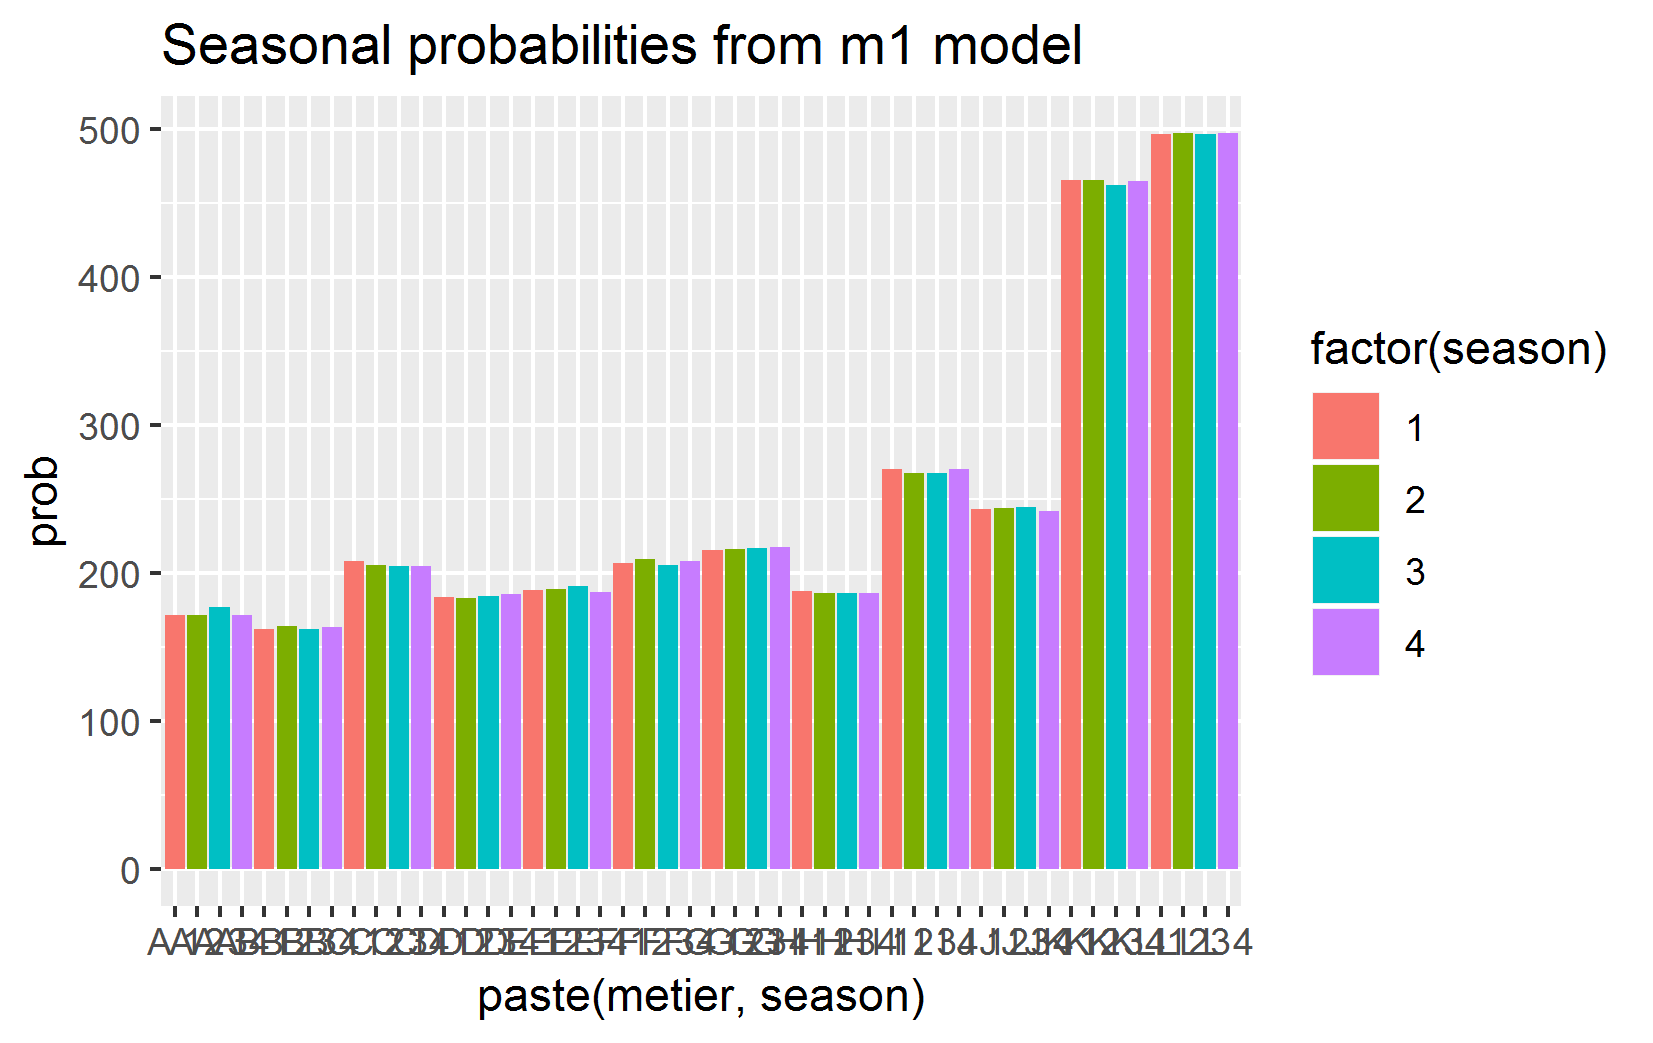 Seasonal probabilities from m1 model
500
400
300
200
100
0
prob
paste(metier, season)
factor(season)
1
2
3
4